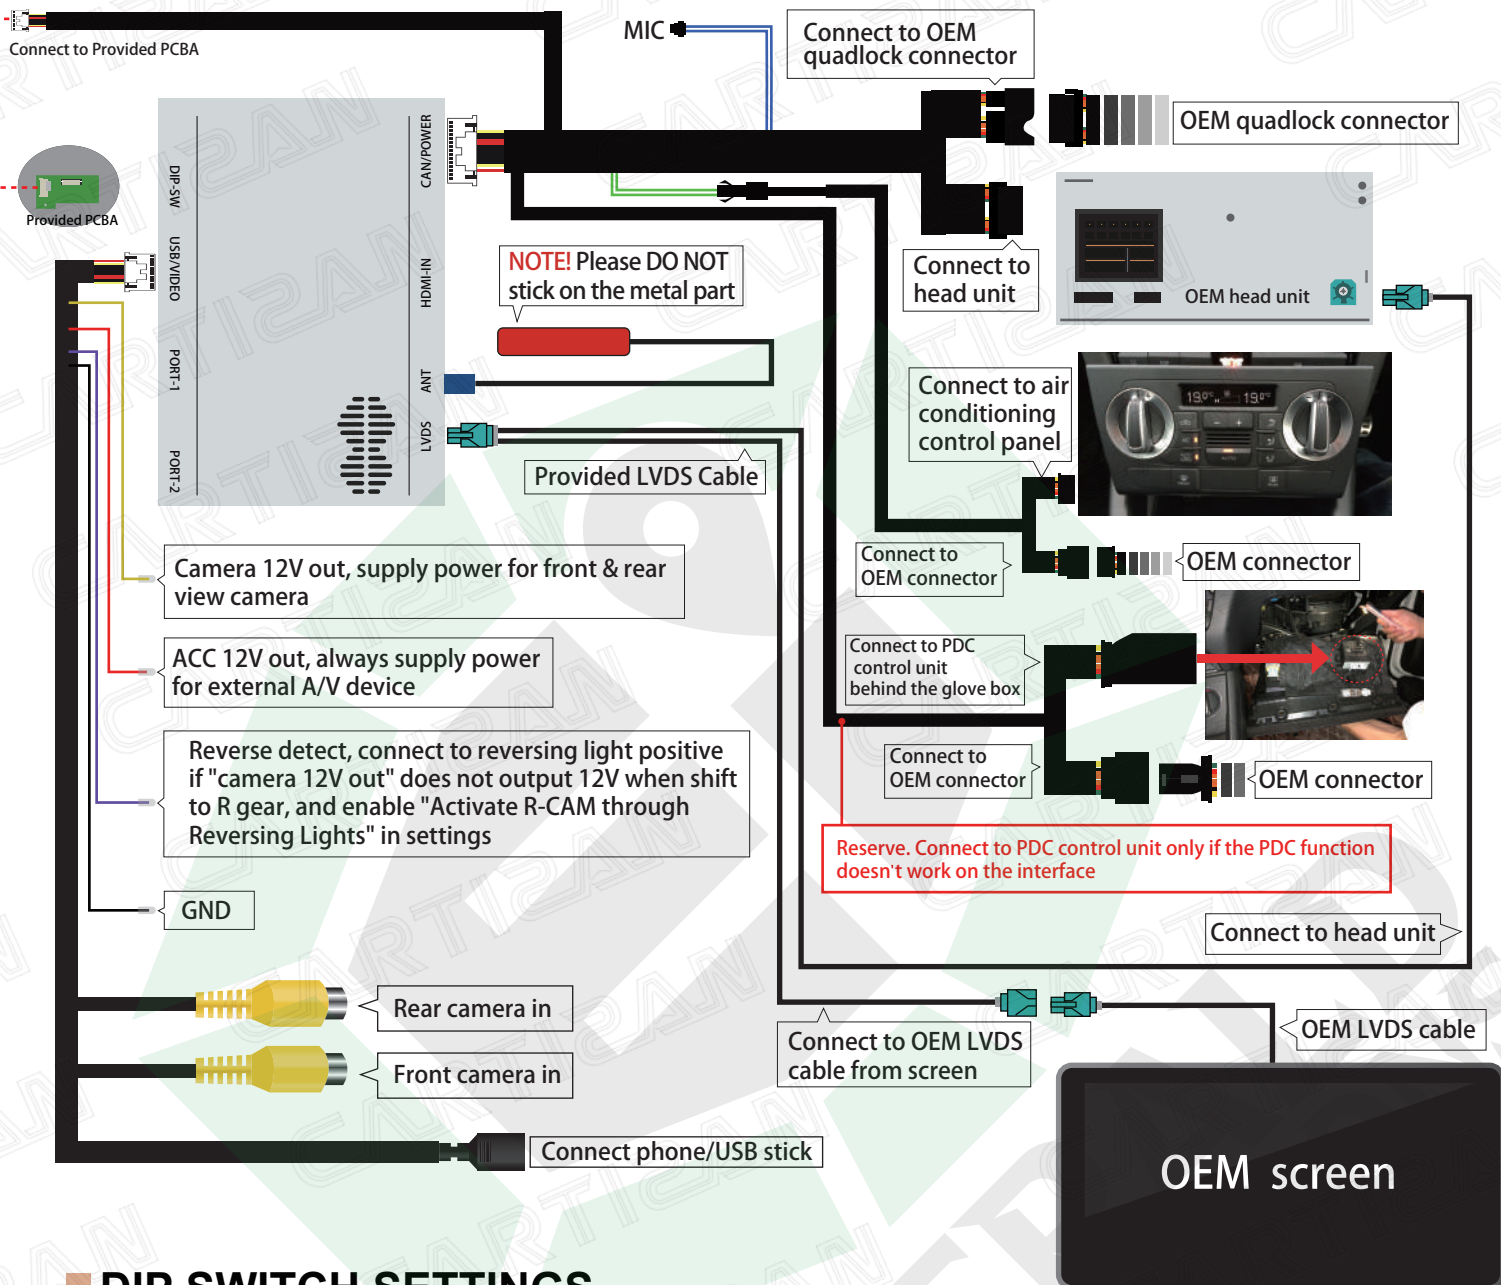 Connect to Provided PCBA
MIC
Connect to OEM
quadlock connector
OEM quadlock connector
CAN/POWER
DIP-SW
Provided PCBA
USB/VIDEO
HDMI-IN
NOTE! Please DO NOT
stick on the metal part
Connect to
head unit
OEM head unit
PORT-1
ANT
LVDS
PORT-2
Provided LVDS Cable
Connect to air
conditioning
control panel
19.0°C
19.0°C
AUTO
Connect to
OEM connector
OEM connector
Camera 12V out, supply power for front & rear
view camera
ACC 12V out, always supply power
for external A/V device
Connect to PDC
control unit
behind the glove box
Reverse detect, connect to reversing light positive
if "camera 12V out" does not output 12V when shift
to R gear, and enable "Activate R-CAM through
Reversing Lights" in settings
Connect to
OEM connector
OEM connector
Reserve. Connect to PDC control unit only if the PDC function
doesn't work on the interface
GND
Connect to head unit
Rear camera in
Front camera in
Connect to OEM LVDS
cable from screen
OEM LVDS cable
Connect phone/USB stick
OEM screen
DIP SWITCH SETTINGS
CARTIZAN